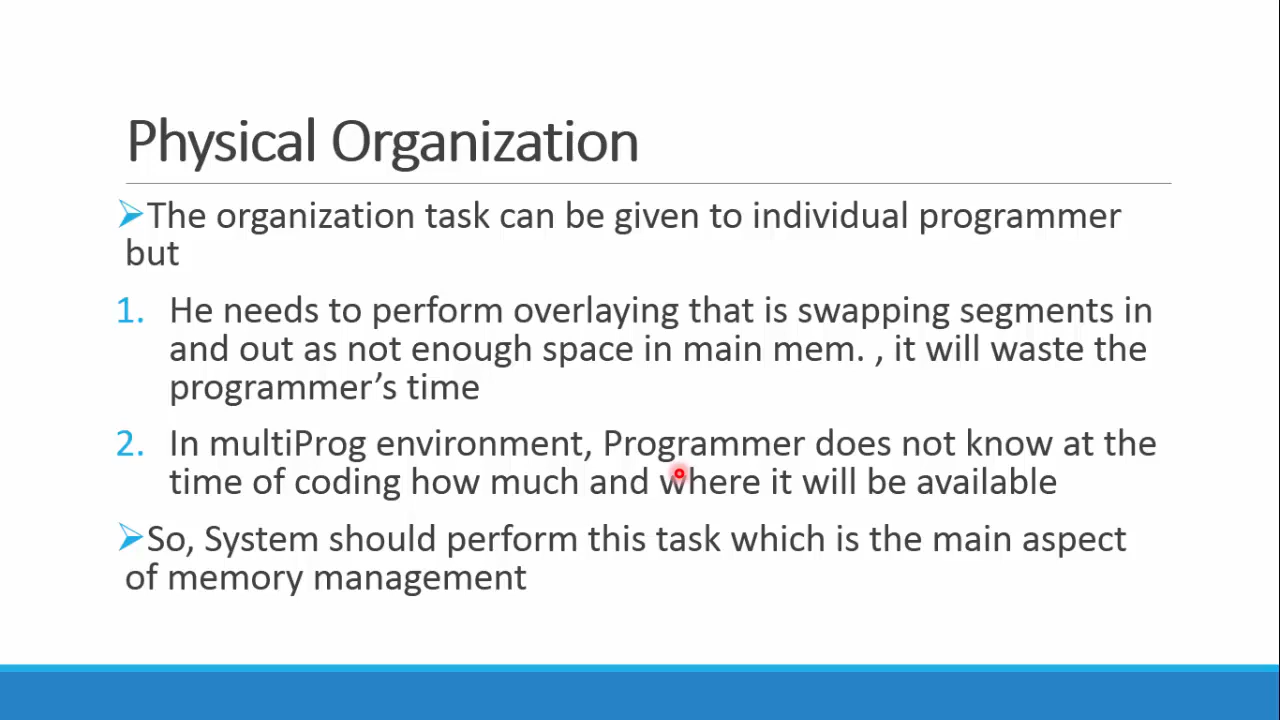 Physical Organization
➢The organization task can be given to individual programmer
but
1. He needs to perform overlaying that is swapping segments in
and out as not enough space in main mem. , it will waste the
programmer’s time
2. In multiProg environment, Programmer does not know at the
time of coding how much and where it will be available
➢So, System should perform this task which is the main aspect
of memory management